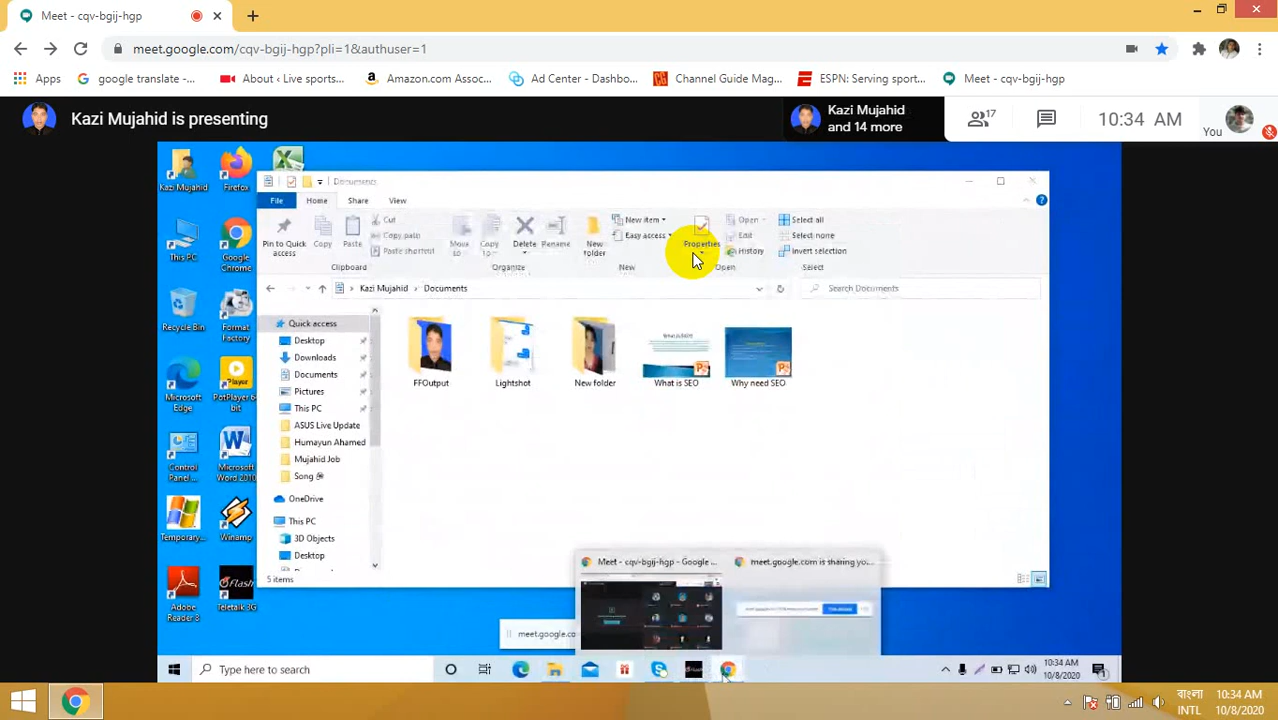 Meet - cqv-bgij-hgp
meet.google.com/cqv-bgij-hgp?pli=1&authuser=1
Apps
google translate -...
About ‹ Live sports...
Amazon.com Assoc...
Ad Center - Dashbo...
Channel Guide Mag...
ESPN: Serving sport...
Meet - cqv-bgij-hgp
Kazi Mujahid is presenting
Kazi Mujahid
and 14 more
17
10:34 AM
You
Kazi Mujahid
Firefox
This PC
Google
Chrome
Recycle Bin
Format
Factory
Microsoft
Edge
PotPlayer 64
bit
Control
Panel ...
Microsoft
Word 2010
Temporary...
Winamp
Adobe
Reader 8
Teletalk 3G
Documents
File
Home
Share
View
Pin to Quick
access
Copy
Paste
Cut
Copy path
Paste shortcut
Clipboard
Move
to
Copy
to
Delete
Rename
Organize
New
folder
New item
Easy access
New
Properties
Open
Edit
History
Open
Select all
Select none
Invert selection
Select
Kazi Mujahid
Documents
Search Documents
Quick access
Desktop
Downloads
Documents
Pictures
This PC
ASUS Live Update
Humayun Ahamed
Mujahid Job
Song
OneDrive
This PC
3D Objects
Desktop
FFOutput
Lightshot
New folder
What is SEO
Why need SEO
5 items
Meet - cqv-bgij-hgp - Google ...
meet.google.com is sharing yo...
meet.google.co
Type here to search
10:34 AM
10/8/2020
বাংলা
INTL
10:34 AM
10/8/2020